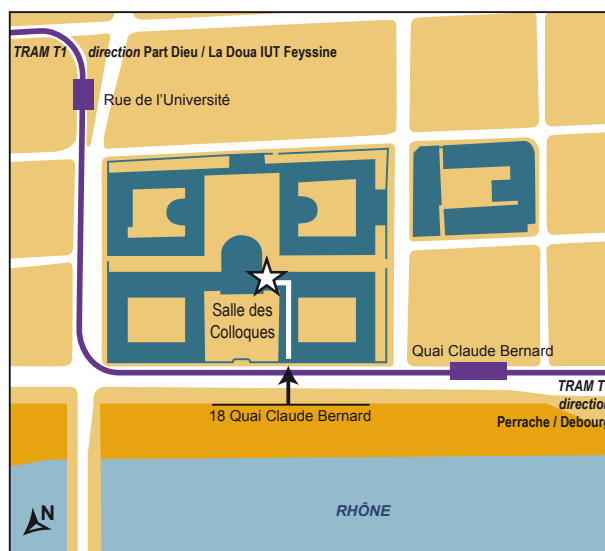 TRAM T1 direction Part Dieu / La Doua IUT Feyssine
Rue de l'Université
Salle des
Colloques
Quai Claude Bernard
18 Quai Claude Bernard
TRAM T
direction
Perrache / Debourg
RHÔNE
N